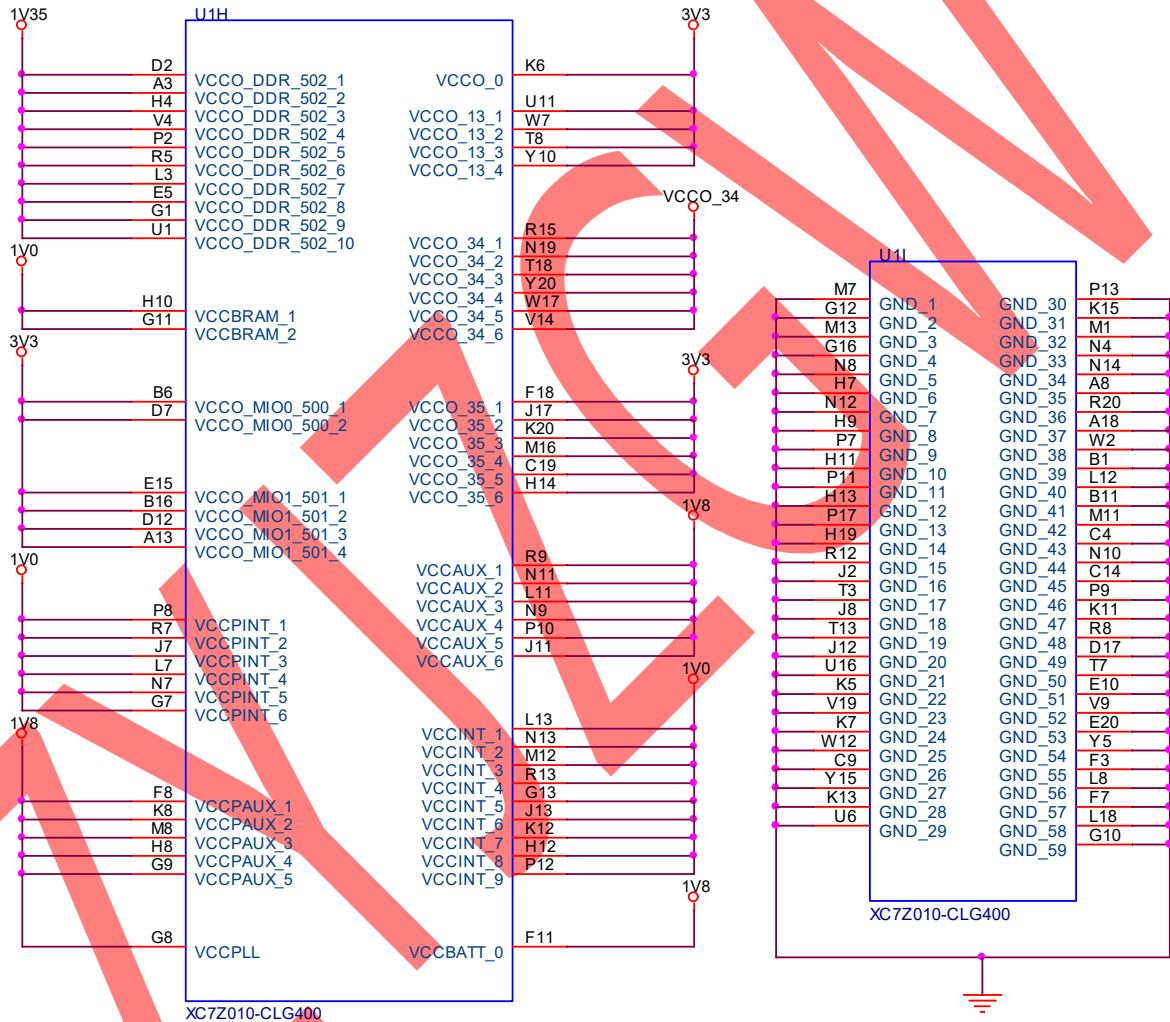 U1H
1V35
D2 VCCO_DDR_502_1
A3 VCCO_DDR_502_2
H4 VCCO_DDR_502_3
V4 VCCO_DDR_502_4
P2 VCCO_DDR_502_5
R5 VCCO_DDR_502_6
L3 VCCO_DDR_502_7
E5 VCCO_DDR_502_8
G1 VCCO_DDR_502_9
U1 VCCO_DDR_502_10
1V0
H10 VCCBRAM_1
G11 VCCBRAM_2
3V3
B6 VCCO_MIO0_500_1
D7 VCCO_MIO0_500_2
E15 VCCO_MIO1_501_1
B16 VCCO_MIO1_501_2
D12 VCCO_MIO1_501_3
A13 VCCO_MIO1_501_4
1V0
P8 VCCPINT_1
R7 VCCPINT_2
J7 VCCPINT_3
L7 VCCPINT_4
N7 VCCPINT_5
G7 VCCPINT_6
1V8
F8 VCCPAUX_1
K8 VCCPAUX_2
M8 VCCPAUX_3
H8 VCCPAUX_4
G9 VCCPAUX_5
G8 VCCPLL
3V3
VCCO_0 K6
VCCO_13_1 U11
VCCO_13_2 W7
VCCO_13_3 T8
VCCO_13_4 Y10
VCCO_34
VCCO_34_1 R15
VCCO_34_2 N19
VCCO_34_3 T18
VCCO_34_4 Y20
VCCO_34_5 W17
VCCO_34_6 V14
3V3
VCCO_35_1 F18
VCCO_35_2 J17
VCCO_35_3 K20
VCCO_35_4 M16
VCCO_35_5 C19
VCCO_35_6 H14
1V8
VCCAUX_1 R9
VCCAUX_2 N11
VCCAUX_3 L11
VCCAUX_4 N9
VCCAUX_5 P10
VCCAUX_6 J11
1V0
VCCINT_1 L13
VCCINT_2 N13
VCCINT_3 M12
VCCINT_4 R13
VCCINT_5 G13
VCCINT_6 J13
VCCINT_7 K12
VCCINT_8 H12
VCCINT_9 P12
1V8
VCCBATT_0 F11
XC7Z010-CLG400
U1I
M7 GND_1
G12 GND_2
M13 GND_3
G16 GND_4
N8 GND_5
H7 GND_6
N12 GND_7
H9 GND_8
P7 GND_9
H11 GND_10
P11 GND_11
H13 GND_12
P17 GND_13
H19 GND_14
R12 GND_15
J2 GND_16
T3 GND_17
J8 GND_18
T13 GND_19
J12 GND_20
U16 GND_21
K5 GND_22
V19 GND_23
K7 GND_24
W12 GND_25
C9 GND_26
Y15 GND_27
K13 GND_28
U6 GND_29
GND_30 P13
GND_31 K15
GND_32 M1
GND_33 N4
GND_34 N14
GND_35 A8
GND_36 R20
GND_37 A18
GND_38 W2
GND_39 B1
GND_40 L12
GND_41 B11
GND_42 M11
GND_43 C4
GND_44 N10
GND_45 C14
GND_46 P9
GND_47 K11
GND_48 R8
GND_49 D17
GND_50 T7
GND_51 E10
GND_52 V9
GND_53 E20
GND_54 Y5
GND_55 F3
GND_56 L8
GND_57 F7
GND_58 L18
GND_59 G10
XC7Z010-CLG400